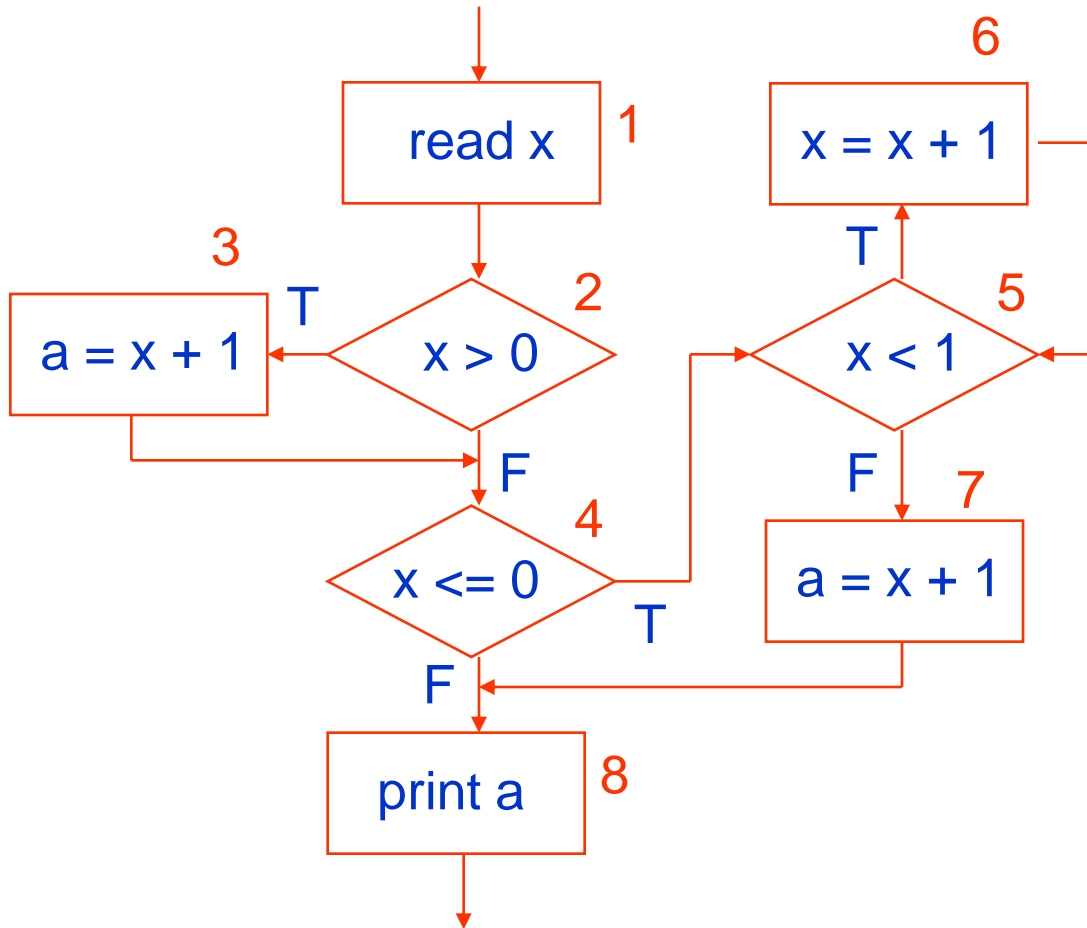 read x
1
x > 0
2
T
F
a = x + 1
3
x <= 0
4
T
F
x < 1
5
T
F
x = x + 1
6
a = x + 1
7
print a
8